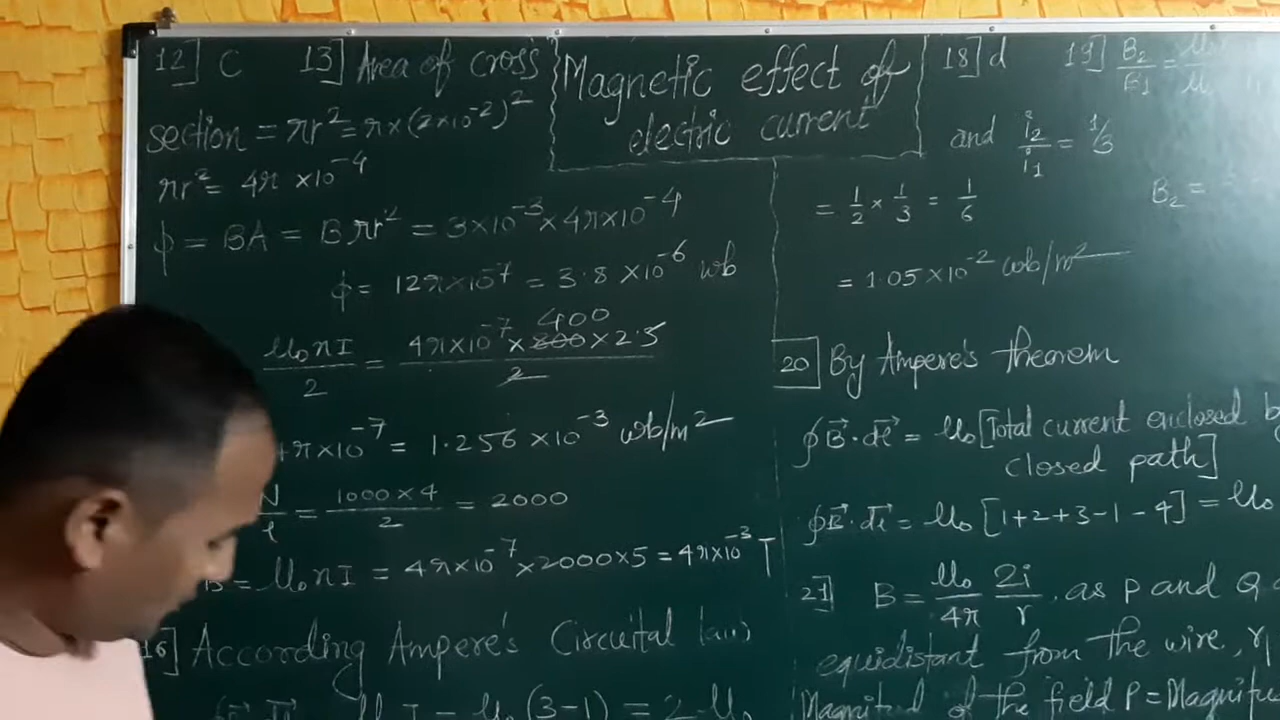 12] C 13] Area of cross
section = πr² = π×(2×10⁻²)²
πr² = 4π ×10⁻⁴
ϕ = BA = Bπr² = 3×10⁻³×4π×10⁻⁴
ϕ = 12π×10⁻⁷ = 3.8 ×10⁻⁶ wb
μ₀nI/2 = 4π×10⁻⁷ × 400 × 2.5 / 2
π×10⁻⁷ = 1.256 ×10⁻³ wb/m²
N/l = 1000×4/2 = 2000
B = μ₀nI = 4π×10⁻⁷ ×2000×5 = 4π×10⁻³ T
16] According Ampere's Circuital law
(3-1) = 2 μ₀
Magnetic effect of
electric current
18] d 19] B₂/B₁ =
and i₂/i₁ = 1/3
= 1/2 × 1/3 = 1/6
B₂ =
= 1.05×10⁻² wb/m²
20 By Ampere's theorem
∮B⃗·dl⃗ = μ₀ [Total current enclosed
closed path]
∮B⃗·dl⃗ = μ₀ [1+2+3-1-4] = μ₀
21] B = μ₀/4π 2i/r . as P and Q
equidistant from the wire, r
of the field P =